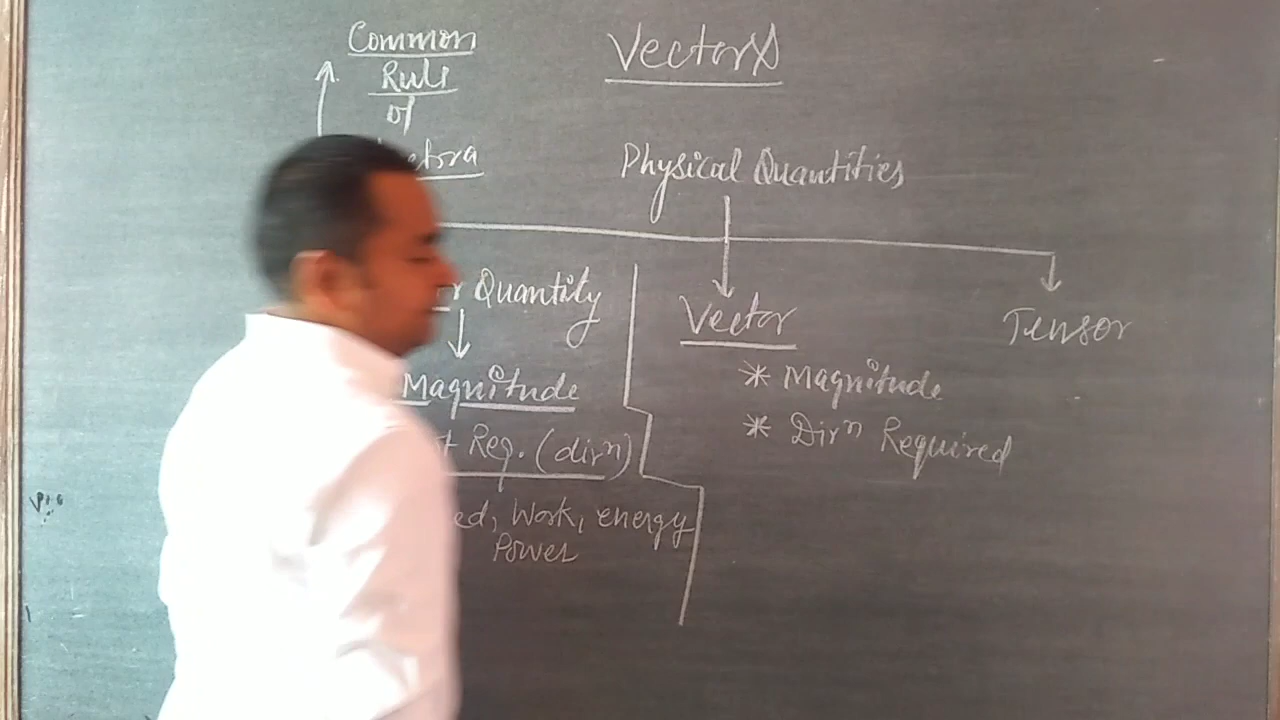 Common
Rule
of
Vectors
Physical Quantities
Quantity
Magnitude
Req. (dirn)
Work, energy
Power
Vector
* Magnitude
* Dirn Required
Tensor